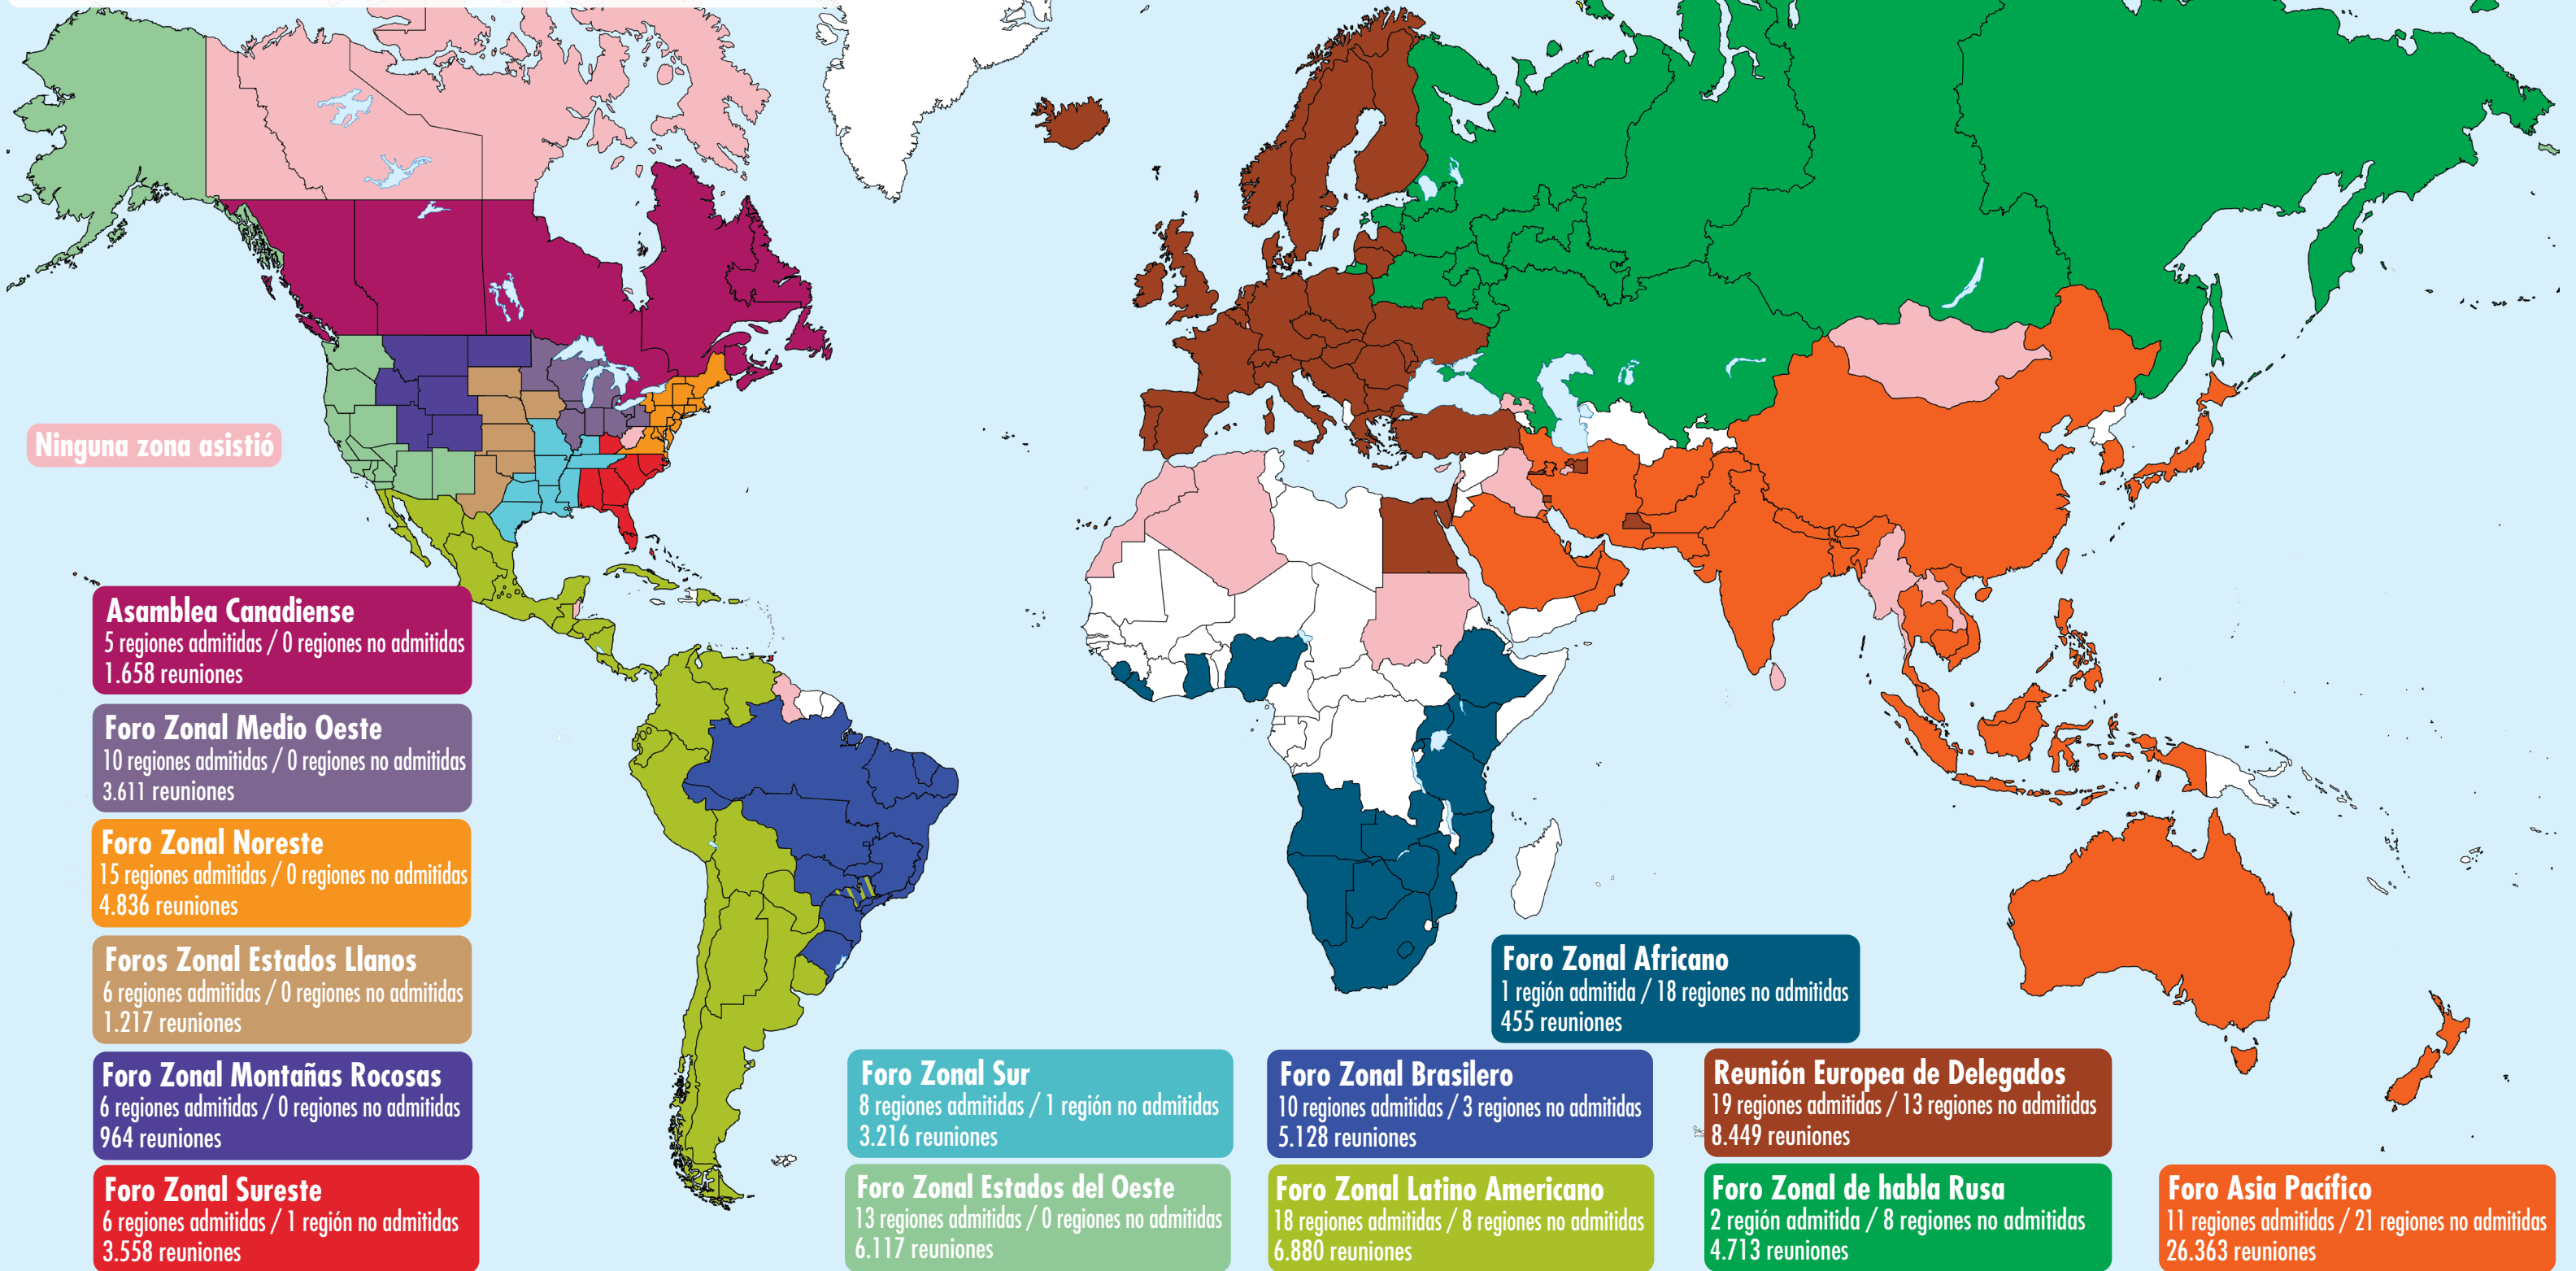 Ninguna zona asistió
Asamblea Canadiense
5 regiones admitidas / 0 regiones no admitidas
1.658 reuniones
Foro Zonal Medio Oeste
10 regiones admitidas / 0 regiones no admitidas
3.611 reuniones
Foro Zonal Noreste
15 regiones admitidas / 0 regiones no admitidas
4.836 reuniones
Foros Zonal Estados Llanos
6 regiones admitidas / 0 regiones no admitidas
1.217 reuniones
Foro Zonal Montañas Rocosas
6 regiones admitidas / 0 regiones no admitidas
964 reuniones
Foro Zonal Sureste
6 regiones admitidas / 1 región no admitidas
3.558 reuniones
Foro Zonal Sur
8 regiones admitidas / 1 región no admitidas
3.216 reuniones
Foro Zonal Estados del Oeste
13 regiones admitidas / 0 regiones no admitidas
6.117 reuniones
Foro Zonal Brasilero
10 regiones admitidas / 3 regiones no admitidas
5.128 reuniones
Foro Zonal Latino Americano
18 regiones admitidas / 8 regiones no admitidas
6.880 reuniones
Foro Zonal Africano
1 región admitida / 18 regiones no admitidas
455 reuniones
Reunión Europea de Delegados
19 regiones admitidas / 13 regiones no admitidas
8.449 reuniones
Foro Zonal de habla Rusa
2 región admitida / 8 regiones no admitidas
4.713 reuniones
Foro Asia Pacífico
11 regiones admitidas / 21 regiones no admitidas
26.363 reuniones